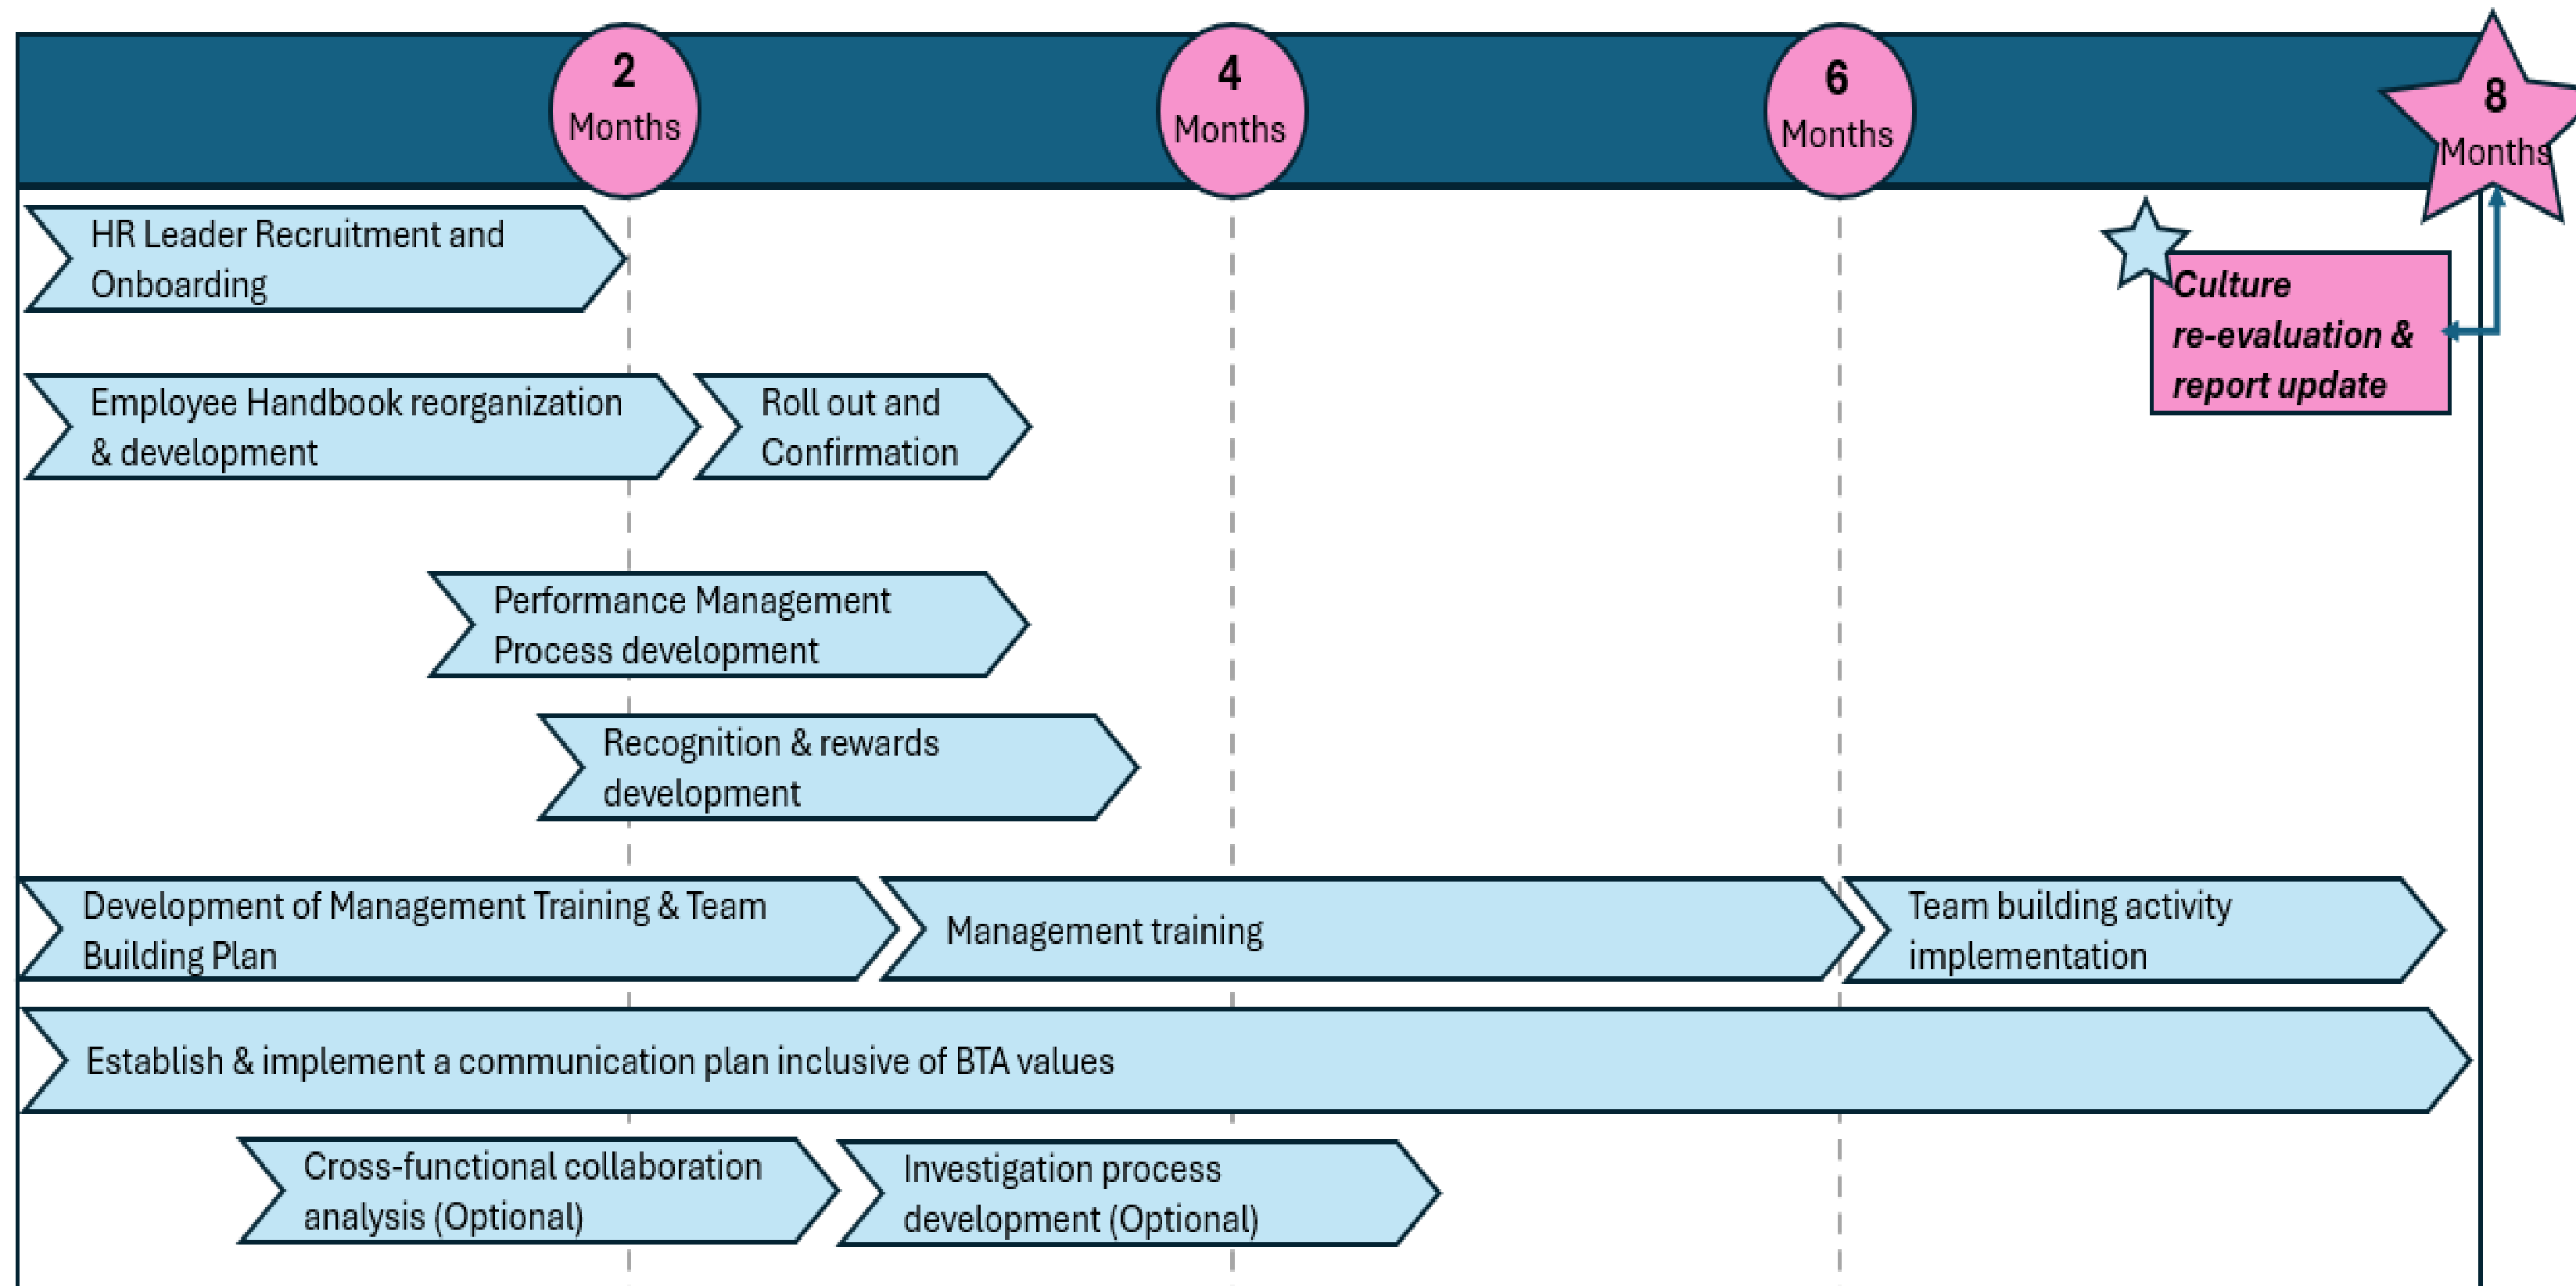 2
Months
4
Months
6
Months
8
Months
HR Leader Recruitment and
Onboarding
Culture
re-evaluation &
report update
Employee Handbook reorganization
& development
Roll out and
Confirmation
Performance Management
Process development
Recognition & rewards
development
Development of Management Training & Team
Building Plan
Management training
Team building activity
implementation
Establish & implement a communication plan inclusive of BTA values
Cross-functional collaboration
analysis (Optional)
Investigation process
development (Optional)